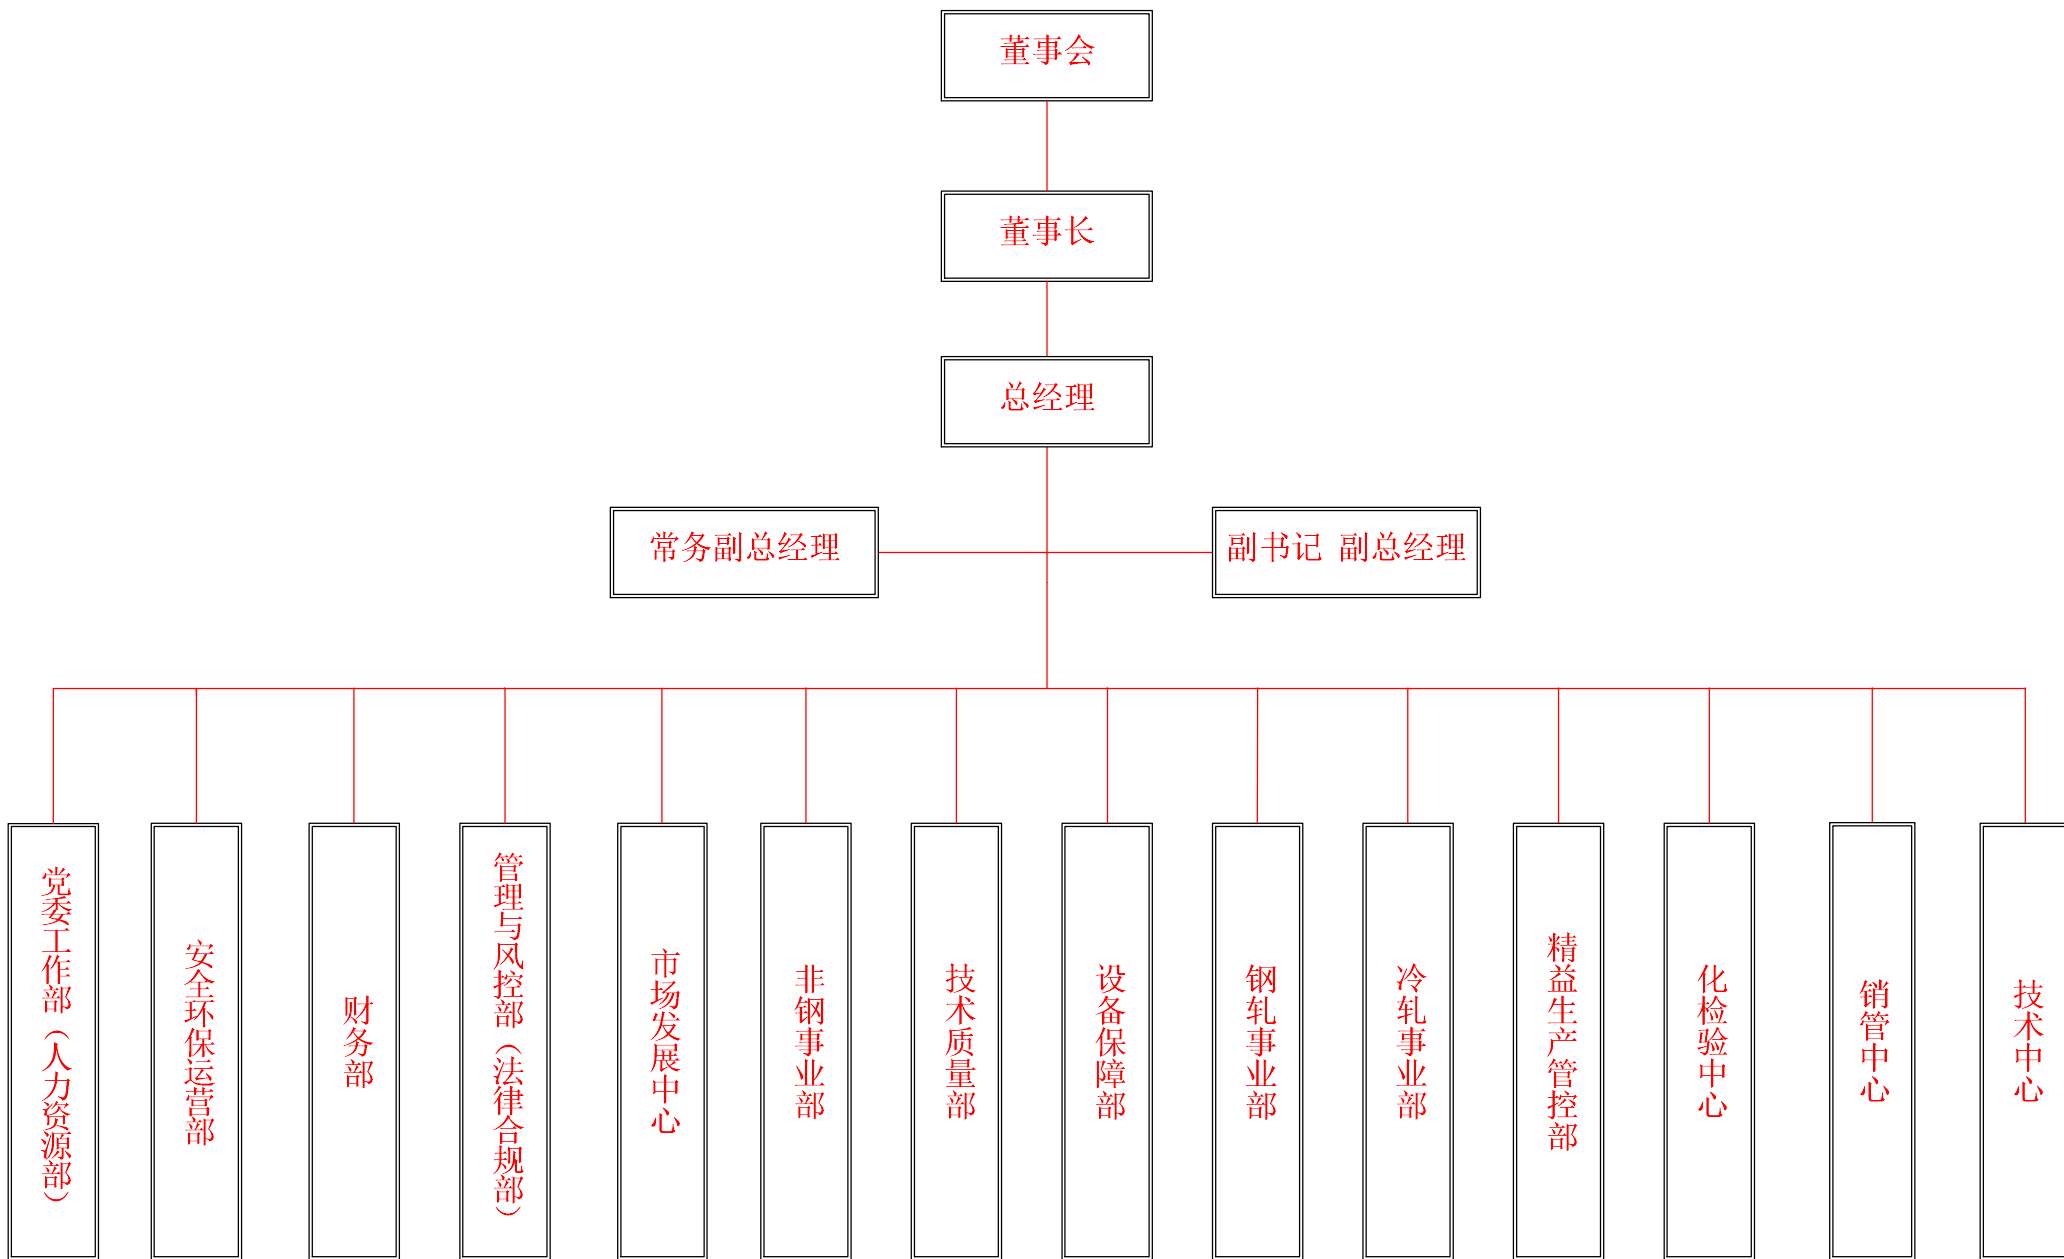 董事会
董事长
总经理
常务副总经理
副书记 副总经理
党委工作部（人力资源部）
安全环保运营部
财务部
管理与风控部（法律合规部）
市场发展中心
非钢事业部
技术质量部
设备保障部
钢轧事业部
冷轧事业部
精益生产管控部
化检验中心
销管中心
技术中心